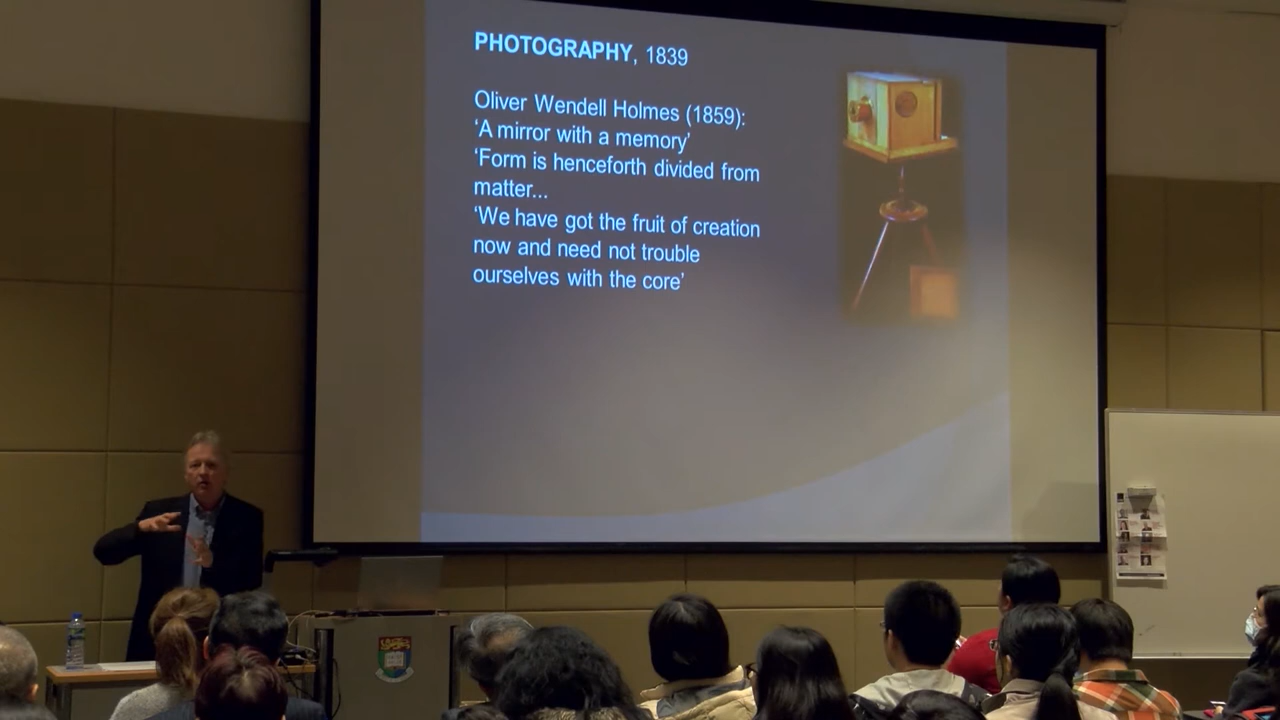 PHOTOGRAPHY, 1839
Oliver Wendell Holmes (1859):
‘A mirror with a memory’
‘Form is henceforth divided from
matter...
‘We have got the fruit of creation
now and need not trouble
ourselves with the core’